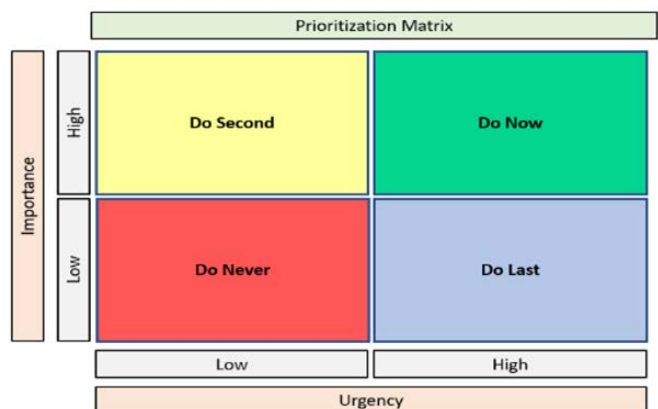 Prioritization Matrix
Importance
High
Do Second
Do Now
Low
Do Never
Do Last
Low
High
Urgency